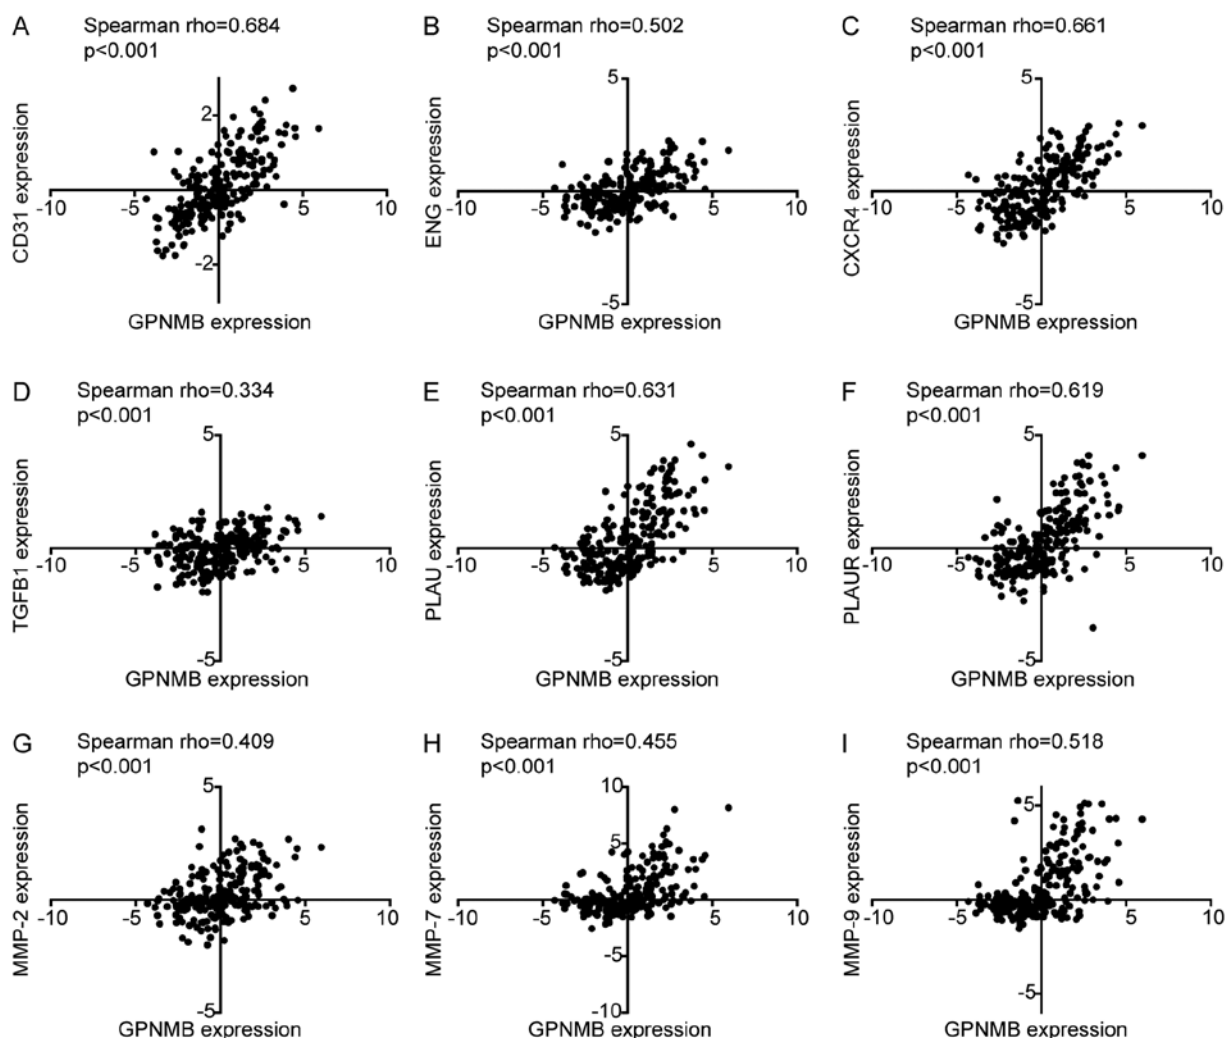 A
Spearman rho=0.684
p<0.001
CD31 expression
2
-2
-10
-5
5
10
GPNMB expression
B
Spearman rho=0.502
p<0.001
ENG expression
5
-5
-10
-5
5
10
GPNMB expression
C
Spearman rho=0.661
p<0.001
CXCR4 expression
5
-5
-10
-5
5
10
GPNMB expression
D
Spearman rho=0.334
p<0.001
TGFB1 expression
5
-5
-10
-5
5
10
GPNMB expression
E
Spearman rho=0.631
p<0.001
PLAU expression
5
-5
-10
-5
5
10
GPNMB expression
F
Spearman rho=0.619
p<0.001
PLAUR expression
5
-5
-10
-5
5
10
GPNMB expression
G
Spearman rho=0.409
p<0.001
MMP-2 expression
5
-5
-10
-5
5
10
GPNMB expression
H
Spearman rho=0.455
p<0.001
MMP-7 expression
10
5
-5
-10
-10
-5
5
10
GPNMB expression
I
Spearman rho=0.518
p<0.001
MMP-9 expression
5
-5
-10
-5
5
10
GPNMB expression